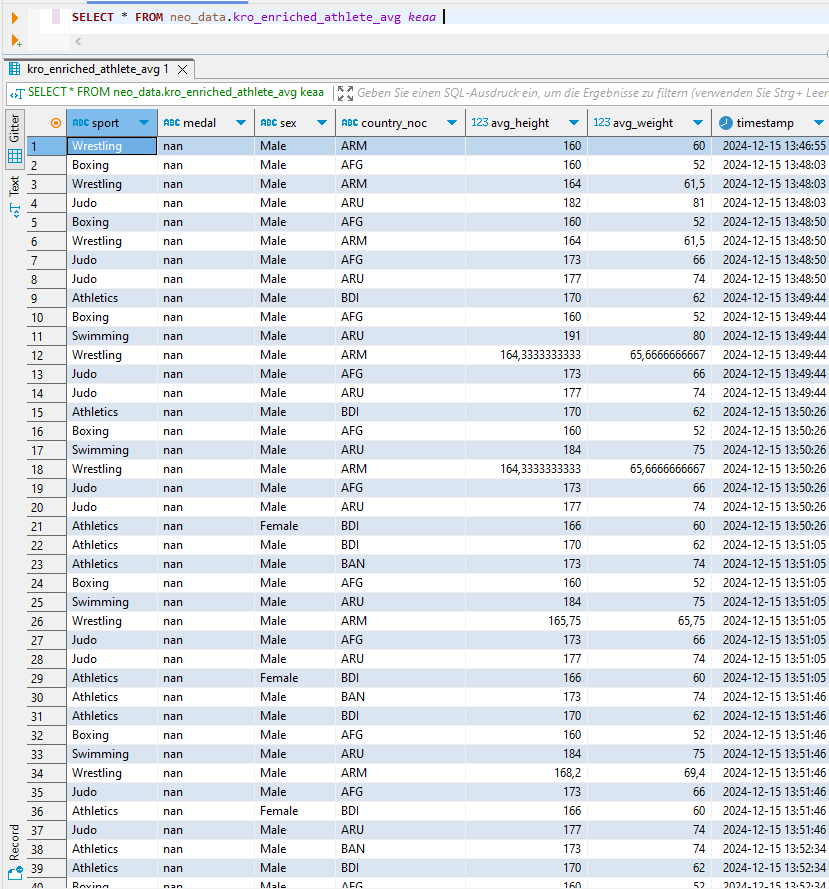 SELECT * FROM neo_data.kro_enriched_athlete_avg keaa
kro_enriched_athlete_avg 1
SELECT * FROM neo_data.kro_enriched_athlete_avg keaa Geben Sie einen SQL-Ausdruck ein, um die Ergebnisse zu filtern (verwenden Sie Strg+ Leer
Gitter
Text
Record
ABC sport ABC medal ABC sex ABC country_noc 123 avg_height 123 avg_weight timestamp
1 Wrestling nan Male ARM 160 60 2024-12-15 13:46:55
2 Boxing nan Male AFG 160 52 2024-12-15 13:48:03
3 Wrestling nan Male ARM 164 61,5 2024-12-15 13:48:03
4 Judo nan Male ARU 182 81 2024-12-15 13:48:03
5 Boxing nan Male AFG 160 52 2024-12-15 13:48:50
6 Wrestling nan Male ARM 164 61,5 2024-12-15 13:48:50
7 Judo nan Male AFG 173 66 2024-12-15 13:48:50
8 Judo nan Male ARU 177 74 2024-12-15 13:48:50
9 Athletics nan Male BDI 170 62 2024-12-15 13:49:44
10 Boxing nan Male AFG 160 52 2024-12-15 13:49:44
11 Swimming nan Male ARU 191 80 2024-12-15 13:49:44
12 Wrestling nan Male ARM 164,3333333333 65,6666666667 2024-12-15 13:49:44
13 Judo nan Male AFG 173 66 2024-12-15 13:49:44
14 Judo nan Male ARU 177 74 2024-12-15 13:49:44
15 Athletics nan Male BDI 170 62 2024-12-15 13:50:26
16 Boxing nan Male AFG 160 52 2024-12-15 13:50:26
17 Swimming nan Male ARU 184 75 2024-12-15 13:50:26
18 Wrestling nan Male ARM 164,3333333333 65,6666666667 2024-12-15 13:50:26
19 Judo nan Male AFG 173 66 2024-12-15 13:50:26
20 Judo nan Male ARU 177 74 2024-12-15 13:50:26
21 Athletics nan Female BDI 166 60 2024-12-15 13:50:26
22 Athletics nan Male BDI 170 62 2024-12-15 13:51:05
23 Athletics nan Male BAN 173 74 2024-12-15 13:51:05
24 Boxing nan Male AFG 160 52 2024-12-15 13:51:05
25 Swimming nan Male ARU 184 75 2024-12-15 13:51:05
26 Wrestling nan Male ARM 165,75 65,75 2024-12-15 13:51:05
27 Judo nan Male AFG 173 66 2024-12-15 13:51:05
28 Judo nan Male ARU 177 74 2024-12-15 13:51:05
29 Athletics nan Female BDI 166 60 2024-12-15 13:51:05
30 Athletics nan Male BAN 173 74 2024-12-15 13:51:46
31 Athletics nan Male BDI 170 62 2024-12-15 13:51:46
32 Boxing nan Male AFG 160 52 2024-12-15 13:51:46
33 Swimming nan Male ARU 184 75 2024-12-15 13:51:46
34 Wrestling nan Male ARM 168,2 69,4 2024-12-15 13:51:46
35 Judo nan Male AFG 173 66 2024-12-15 13:51:46
36 Athletics nan Female BDI 166 60 2024-12-15 13:51:46
37 Judo nan Male ARU 177 74 2024-12-15 13:51:46
38 Athletics nan Male BAN 173 74 2024-12-15 13:52:34
39 Athletics nan Male BDI 170 62 2024-12-15 13:52:34
40 Boxing nan Male AFG 160 52 2024-12-15 13:52:34